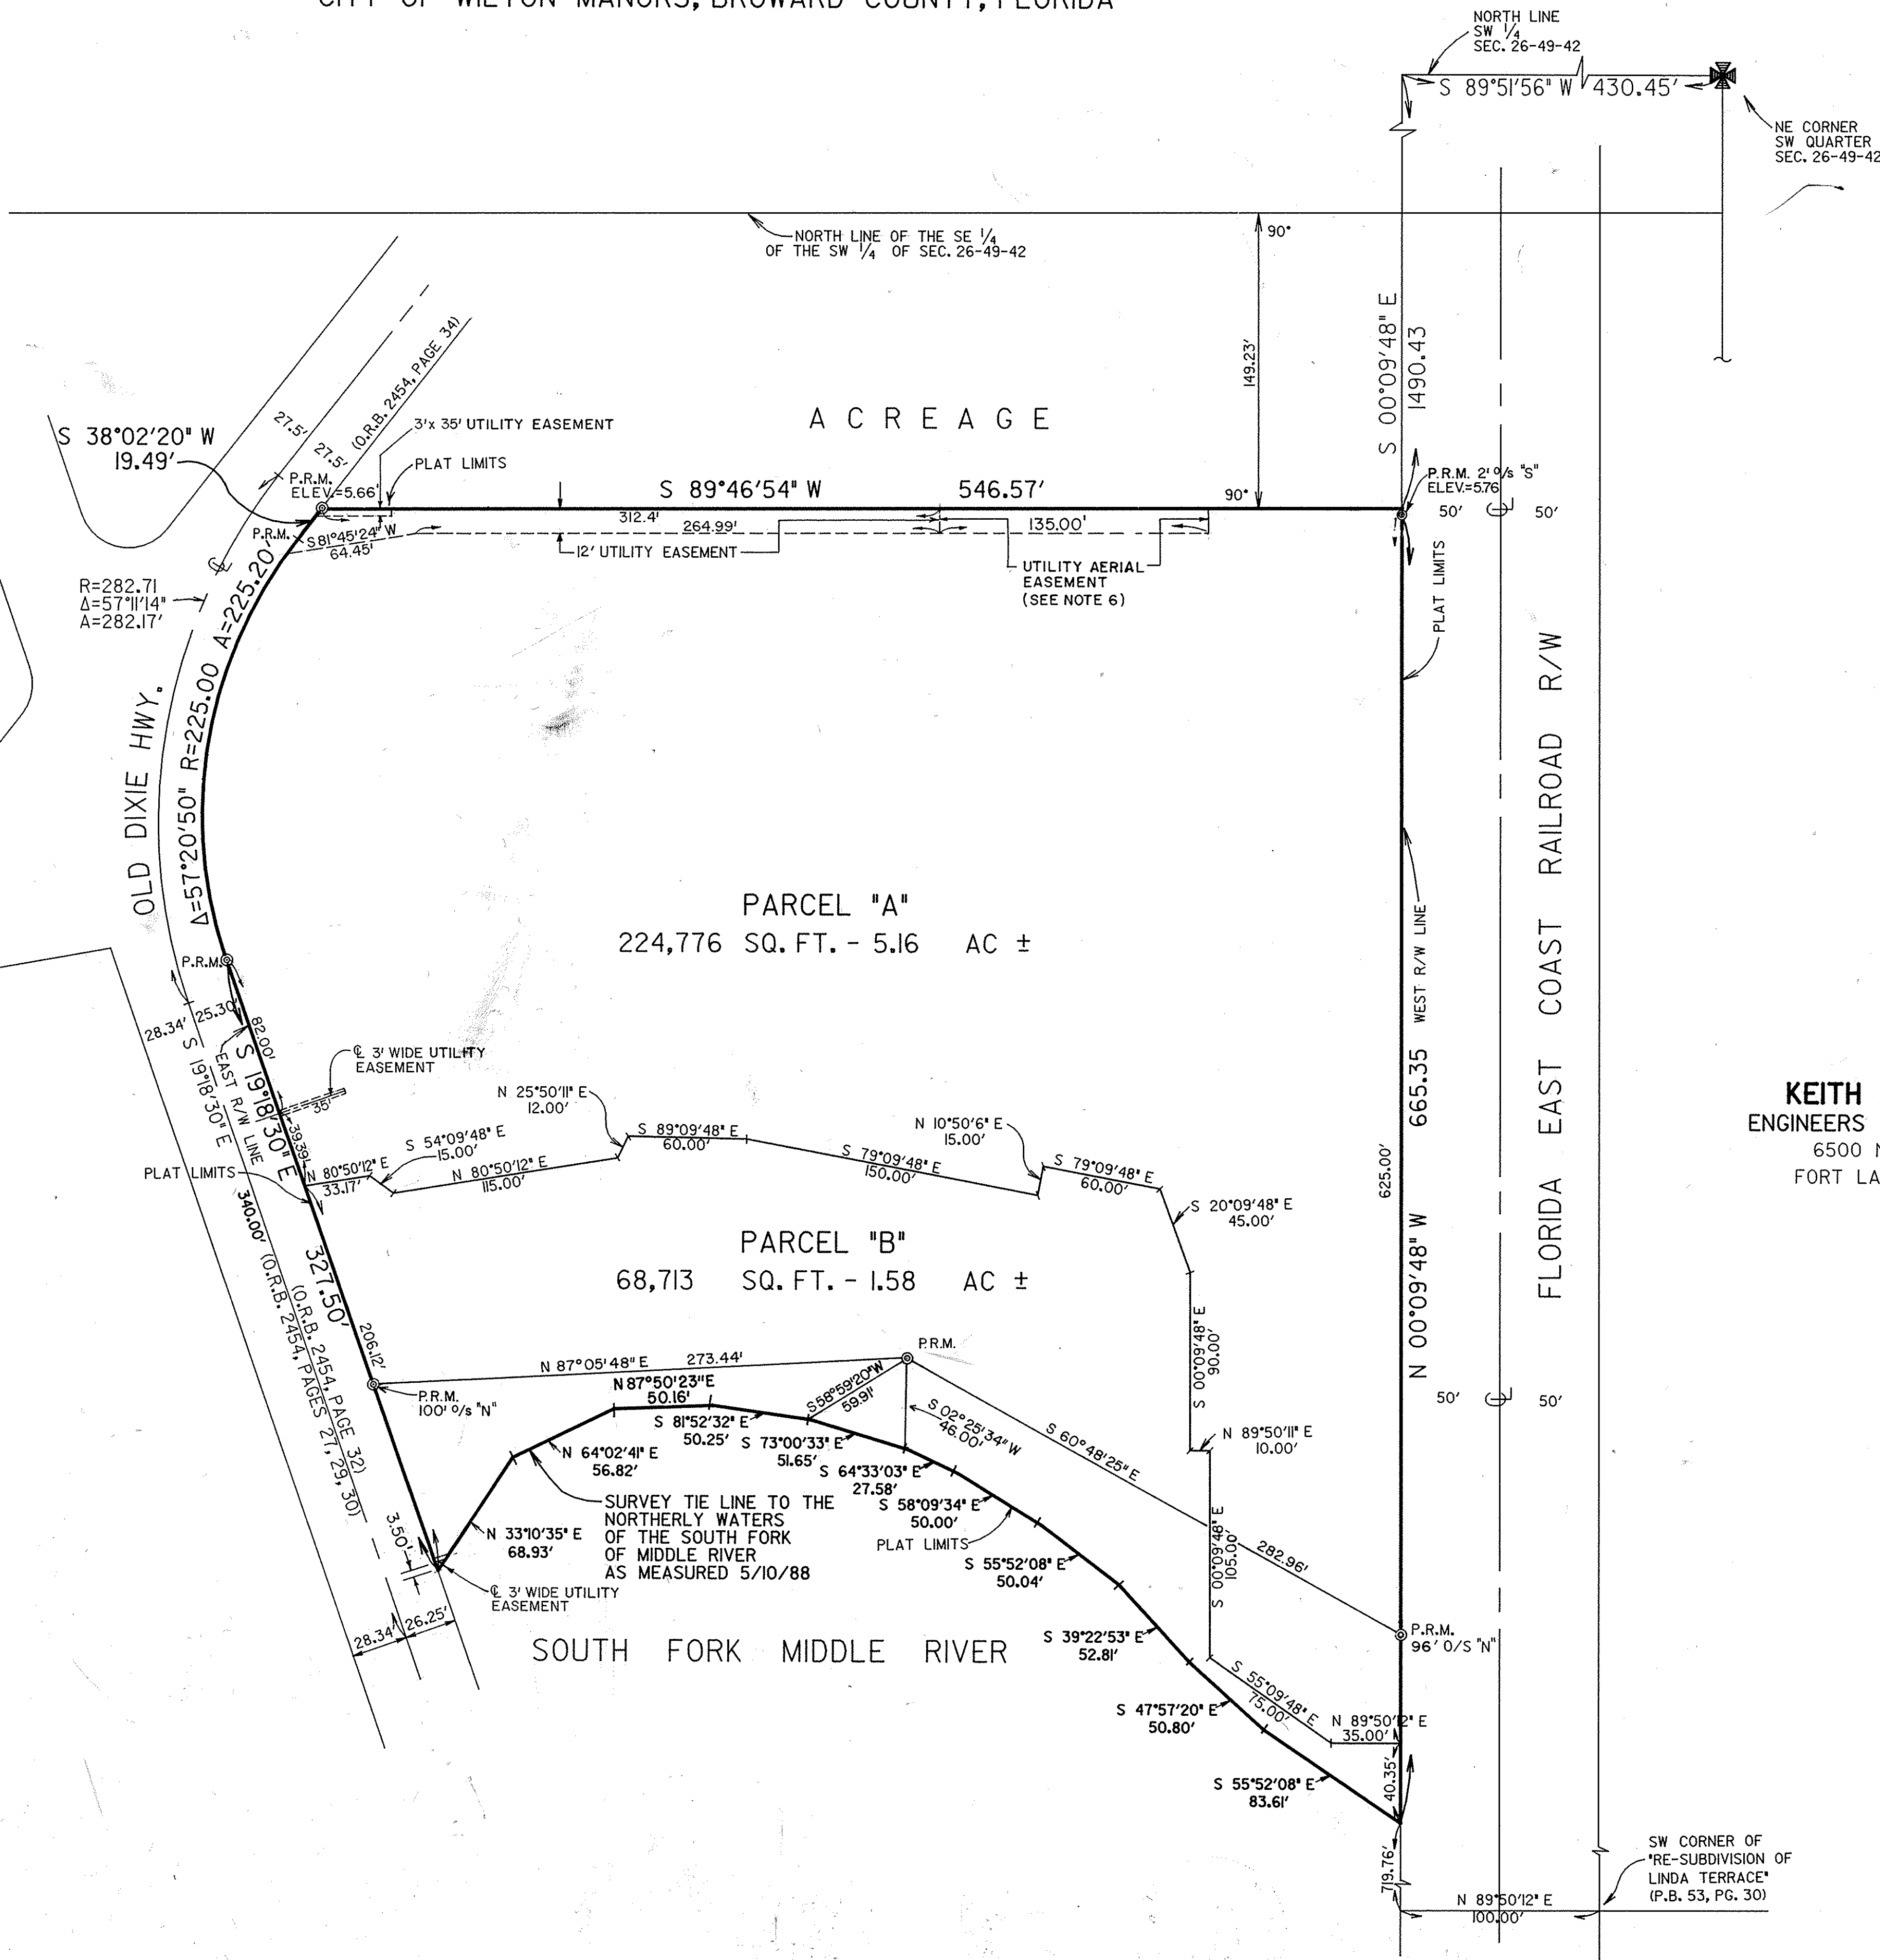 CITY OF WILTON MANORS, BROWARD COUNTY, FLORIDA
NORTH LINE
SW 1/4
SEC. 26-49-42
S 89°51'56" W 430.45'
NE CORNER
SW QUARTER
SEC. 26-49-42
NORTH LINE OF THE SE 1/4
OF THE SW 1/4 OF SEC. 26-49-42
90°
149.23'
S 00°09'48" E
1490.43
(O.R.B. 2454, PAGE 34)
27.5'
27.5'
S 38°02'20" W
19.49'
3'x 35' UTILITY EASEMENT
PLAT LIMITS
ACREAGE
P.R.M.
ELEV.=5.66'
S 89°46'54" W 546.57'
90°
P.R.M. 2' O/S "S"
ELEV.=5.76
50' 50'
P.R.M.
S 81°45'24" W
64.45'
312.4'
264.99'
135.00'
12' UTILITY EASEMENT
UTILITY AERIAL
EASEMENT
(SEE NOTE 6)
PLAT LIMITS
R=282.71
Δ=57°11'14"
A=282.17'
Δ=57°20'50" R=225.00 A=225.20'
OLD DIXIE HWY.
FLORIDA EAST COAST RAILROAD R/W
PARCEL "A"
224,776 SQ. FT. - 5.16 AC ±
WEST R/W LINE
N 00°09'48" W 665.35
625.00'
P.R.M.
28.34' 25.30'
82.00'
S 19°18'30" E
EAST R/W LINE
S 19°18'30" E
327.50'
340.00' (O.R.B. 2454, PAGES 27, 29, 30)
(O.R.B. 2454, PAGE 32)
℄ 3' WIDE UTILITY
EASEMENT
35'
39.39'
PLAT LIMITS
N 80°50'12" E
33.17'
S 54°09'48" E
15.00'
N 80°50'12" E
115.00'
N 25°50'11" E
12.00'
S 89°09'48" E
60.00'
S 79°09'48" E
150.00'
N 10°50'6" E
15.00'
S 79°09'48" E
60.00'
S 20°09'48" E
45.00'
KEITH
ENGINEERS
6500 N
FORT LA
PARCEL "B"
68,713 SQ. FT. - 1.58 AC ±
S 00°09'48" E
90.00'
206.12'
P.R.M.
100' O/S "N"
N 87°05'48" E 273.44'
P.R.M.
N 87°50'23" E
50.16'
S 58°59'20" W
59.91'
S 02°25'34" W
46.00'
S 60°48'25" E
282.96'
50' 50'
N 89°50'11" E
10.00'
S 81°52'32" E
50.25'
S 73°00'33" E
51.65'
N 64°02'41" E
56.82'
S 64°33'03" E
27.58'
S 58°09'34" E
50.00'
PLAT LIMITS
SURVEY TIE LINE TO THE
NORTHERLY WATERS
OF THE SOUTH FORK
OF MIDDLE RIVER
AS MEASURED 5/10/88
N 33°10'35" E
68.93'
3.50'
℄ 3' WIDE UTILITY
EASEMENT
S 55°52'08" E
50.04'
S 00°09'48" E
105.00'
28.34' 26.25'
SOUTH FORK MIDDLE RIVER
S 39°22'53" E
52.81'
P.R.M.
96' O/S "N"
S 55°09'48" E
75.00'
S 47°57'20" E
50.80'
N 89°50'12" E
35.00'
40.35'
S 55°52'08" E
83.61'
719.76'
SW CORNER OF
"RE-SUBDIVISION OF
LINDA TERRACE"
(P.B. 53, PG. 30)
N 89°50'12" E
100.00'